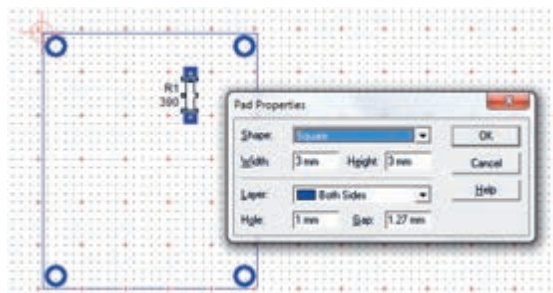 R1
390
Pad Properties
Shape: Square OK
Width: 3 mm Height: 3 mm Cancel
Layer: Both Sides Help
Hole: 1 mm Gap: 1.27 mm